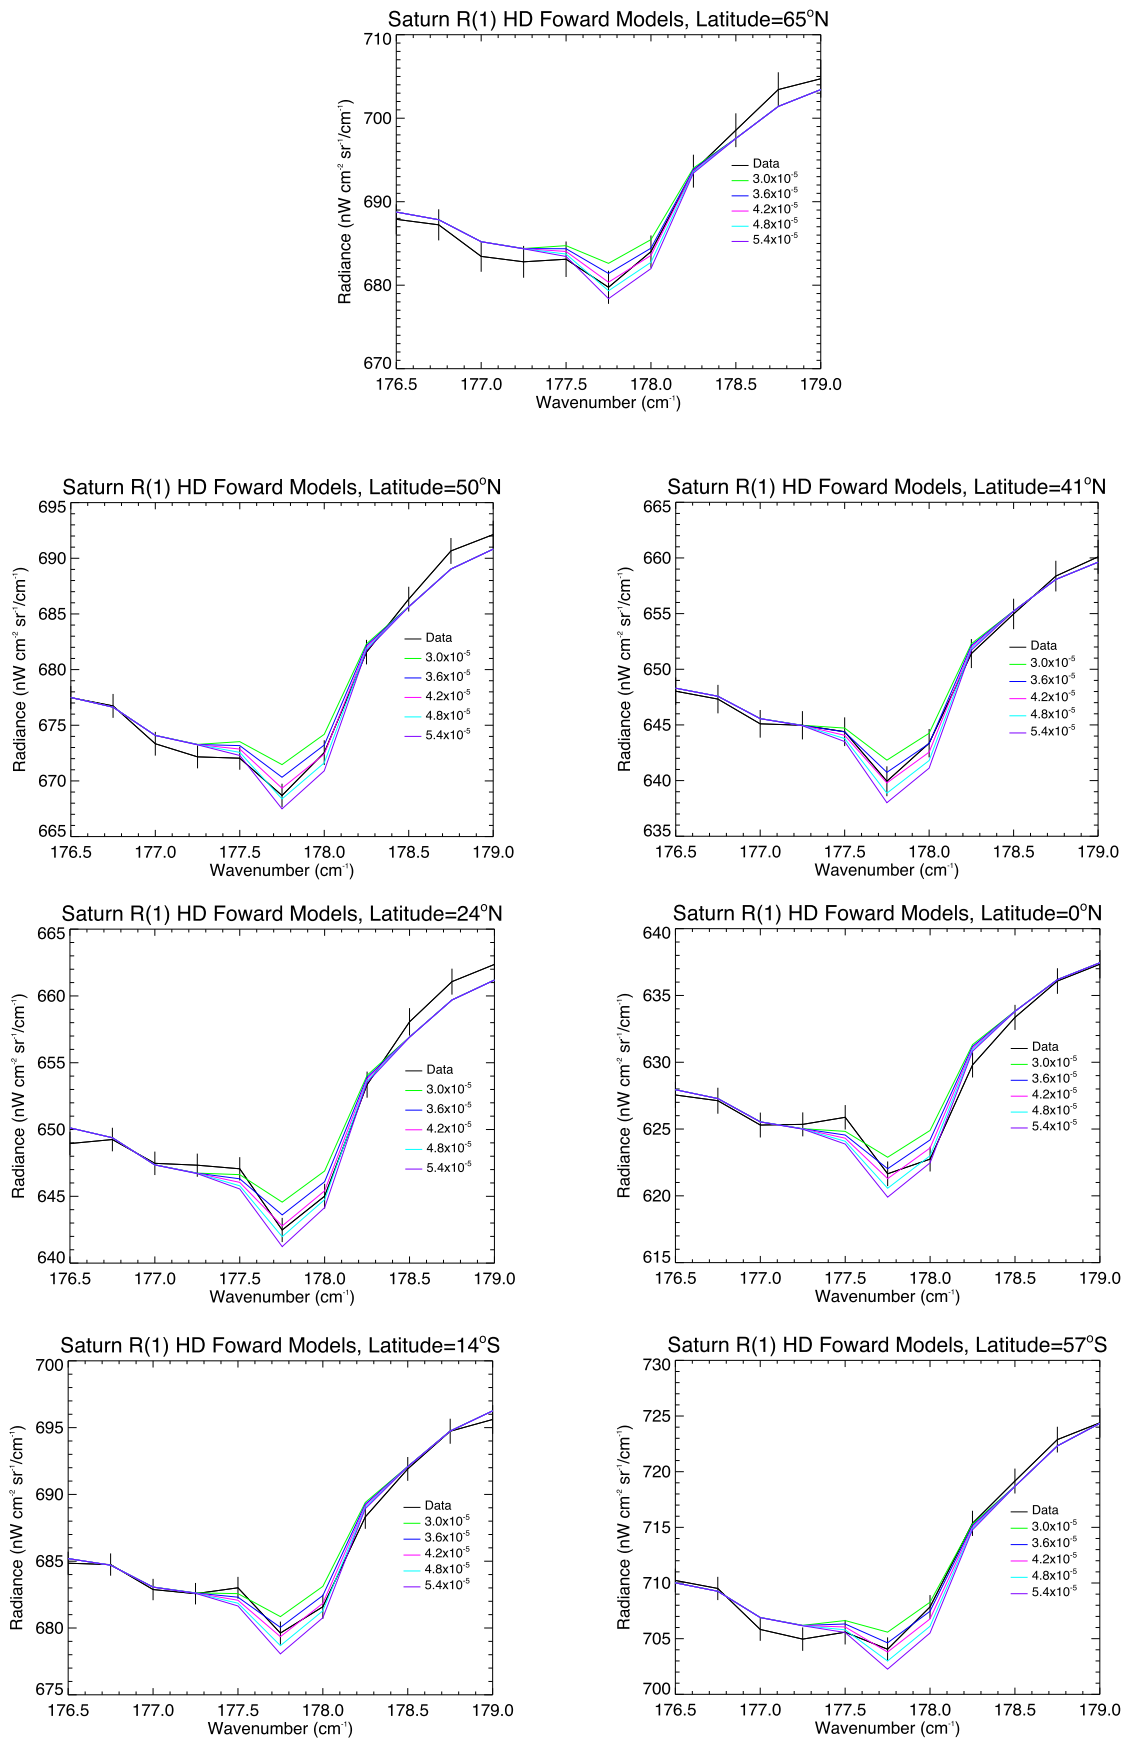 Saturn R(1) HD Foward Models, Latitude=65°N
710
700
690
680
670
Radiance (nW cm⁻² sr⁻¹/cm⁻¹)
Data
3.0x10⁻⁵
3.6x10⁻⁵
4.2x10⁻⁵
4.8x10⁻⁵
5.4x10⁻⁵
176.5 177.0 177.5 178.0 178.5 179.0
Wavenumber (cm⁻¹)
Saturn R(1) HD Foward Models, Latitude=50°N
695
690
685
680
675
670
665
Radiance (nW cm⁻² sr⁻¹/cm⁻¹)
Data
3.0x10⁻⁵
3.6x10⁻⁵
4.2x10⁻⁵
4.8x10⁻⁵
5.4x10⁻⁵
176.5 177.0 177.5 178.0 178.5 179.0
Wavenumber (cm⁻¹)
Saturn R(1) HD Foward Models, Latitude=41°N
665
660
655
650
645
640
635
Radiance (nW cm⁻² sr⁻¹/cm⁻¹)
Data
3.0x10⁻⁵
3.6x10⁻⁵
4.2x10⁻⁵
4.8x10⁻⁵
5.4x10⁻⁵
176.5 177.0 177.5 178.0 178.5 179.0
Wavenumber (cm⁻¹)
Saturn R(1) HD Foward Models, Latitude=24°N
665
660
655
650
645
640
Radiance (nW cm⁻² sr⁻¹/cm⁻¹)
Data
3.0x10⁻⁵
3.6x10⁻⁵
4.2x10⁻⁵
4.8x10⁻⁵
5.4x10⁻⁵
176.5 177.0 177.5 178.0 178.5 179.0
Wavenumber (cm⁻¹)
Saturn R(1) HD Foward Models, Latitude=0°N
640
635
630
625
620
615
Radiance (nW cm⁻² sr⁻¹/cm⁻¹)
Data
3.0x10⁻⁵
3.6x10⁻⁵
4.2x10⁻⁵
4.8x10⁻⁵
5.4x10⁻⁵
176.5 177.0 177.5 178.0 178.5 179.0
Wavenumber (cm⁻¹)
Saturn R(1) HD Foward Models, Latitude=14°S
700
695
690
685
680
675
Radiance (nW cm⁻² sr⁻¹/cm⁻¹)
Data
3.0x10⁻⁵
3.6x10⁻⁵
4.2x10⁻⁵
4.8x10⁻⁵
5.4x10⁻⁵
176.5 177.0 177.5 178.0 178.5 179.0
Wavenumber (cm⁻¹)
Saturn R(1) HD Foward Models, Latitude=57°S
730
725
720
715
710
705
700
Radiance (nW cm⁻² sr⁻¹/cm⁻¹)
Data
3.0x10⁻⁵
3.6x10⁻⁵
4.2x10⁻⁵
4.8x10⁻⁵
5.4x10⁻⁵
176.5 177.0 177.5 178.0 178.5 179.0
Wavenumber (cm⁻¹)